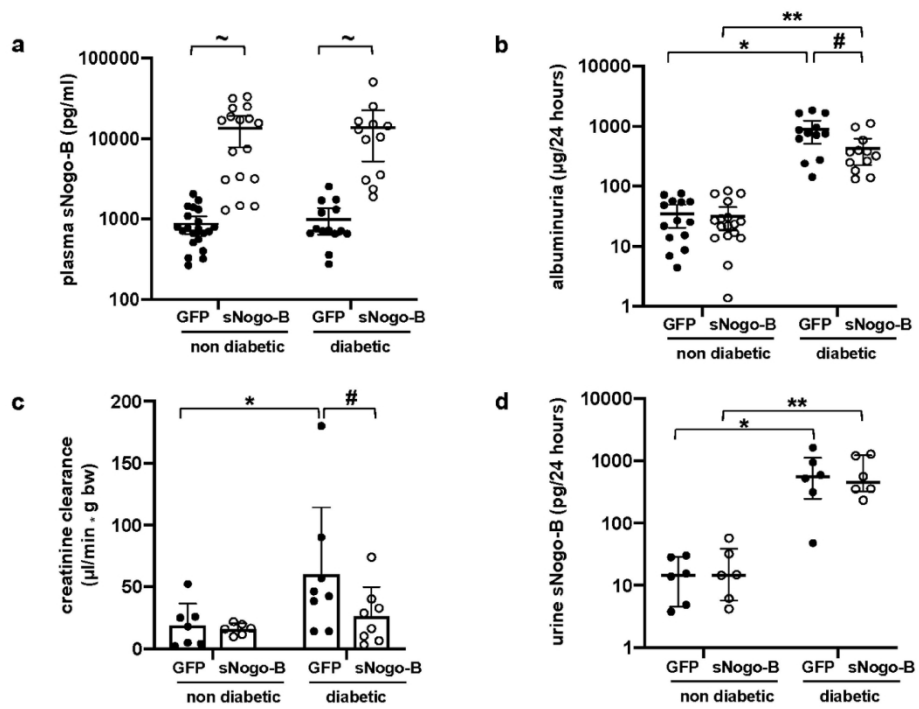 a
plasma sNogo-B (pg/ml)
100000
10000
1000
100
~
~
GFP sNogo-B GFP sNogo-B
non diabetic diabetic
b
albuminuria (µg/24 hours)
10000
1000
100
10
1
**
*
#
GFP sNogo-B GFP sNogo-B
non diabetic diabetic
c
creatinine clearance
(µl/min * g bw)
200
150
100
50
0
*
#
GFP sNogo-B GFP sNogo-B
non diabetic diabetic
d
urine sNogo-B (pg/24 hours)
10000
1000
100
10
1
**
*
GFP sNogo-B GFP sNogo-B
non diabetic diabetic